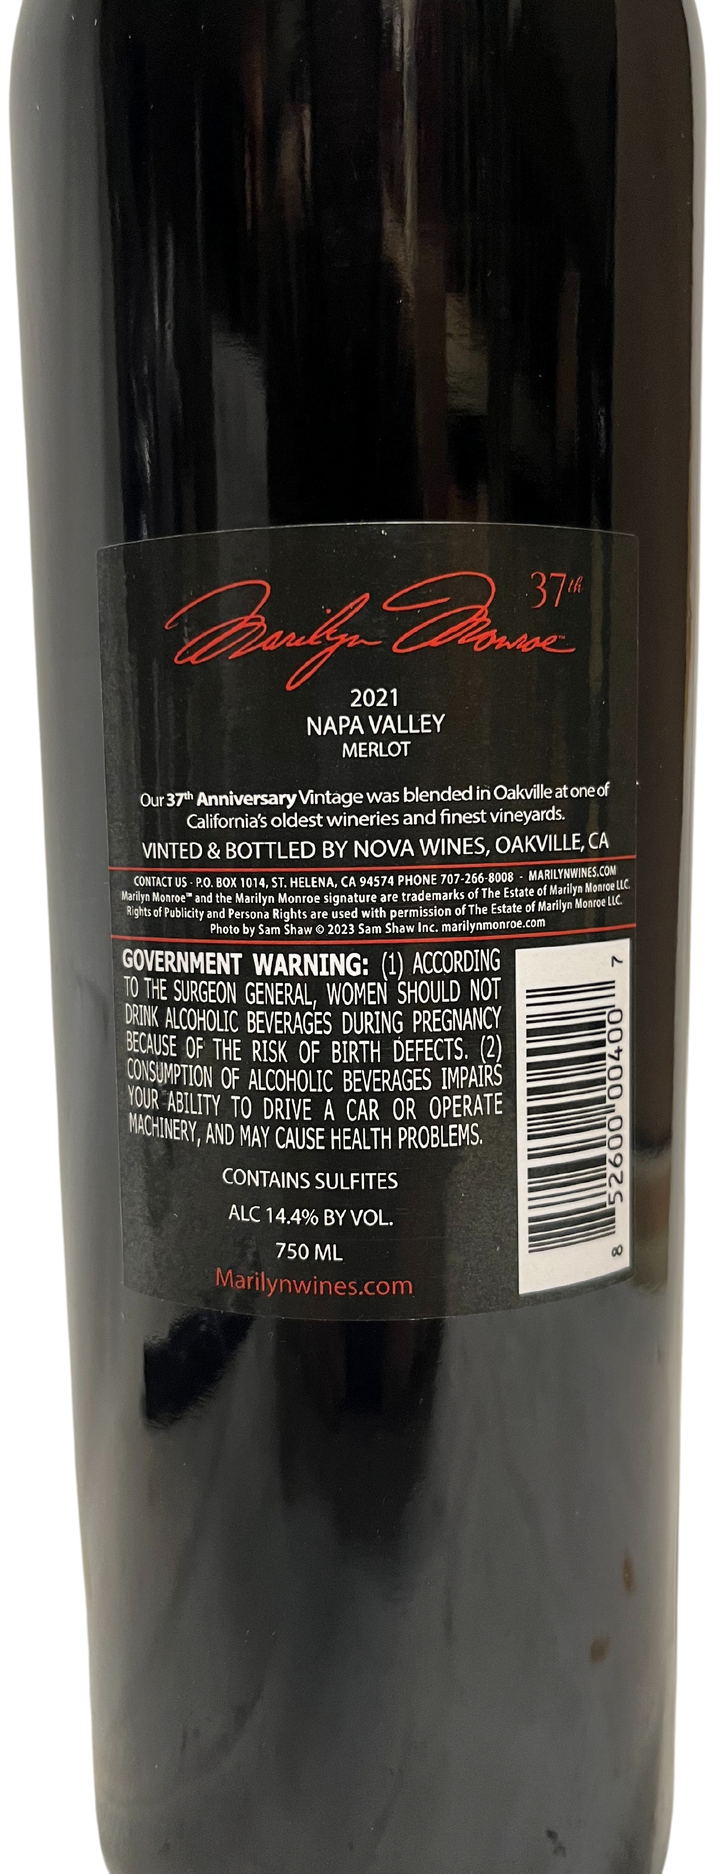 Marilyn Monroe™ 37th
2021
NAPA VALLEY
MERLOT
Our 37th Anniversary Vintage was blended in Oakville at one of
California's oldest wineries and finest vineyards.
VINTED & BOTTLED BY NOVA WINES, OAKVILLE, CA
CONTACT US - P.O. BOX 1014, ST. HELENA, CA 94574 PHONE 707-266-8008 - MARILYNWINES.COM
Marilyn Monroe™ and the Marilyn Monroe signature are trademarks of The Estate of Marilyn Monroe LLC.
Rights of Publicity and Persona Rights are used with permission of The Estate of Marilyn Monroe LLC.
Photo by Sam Shaw © 2023 Sam Shaw Inc. marilynmonroe.com
GOVERNMENT WARNING: (1) ACCORDING
TO THE SURGEON GENERAL, WOMEN SHOULD NOT
DRINK ALCOHOLIC BEVERAGES DURING PREGNANCY
BECAUSE OF THE RISK OF BIRTH DEFECTS. (2)
CONSUMPTION OF ALCOHOLIC BEVERAGES IMPAIRS
YOUR ABILITY TO DRIVE A CAR OR OPERATE
MACHINERY, AND MAY CAUSE HEALTH PROBLEMS.
CONTAINS SULFITES
ALC 14.4% BY VOL.
750 ML
Marilynwines.com
8 52600 00400 7